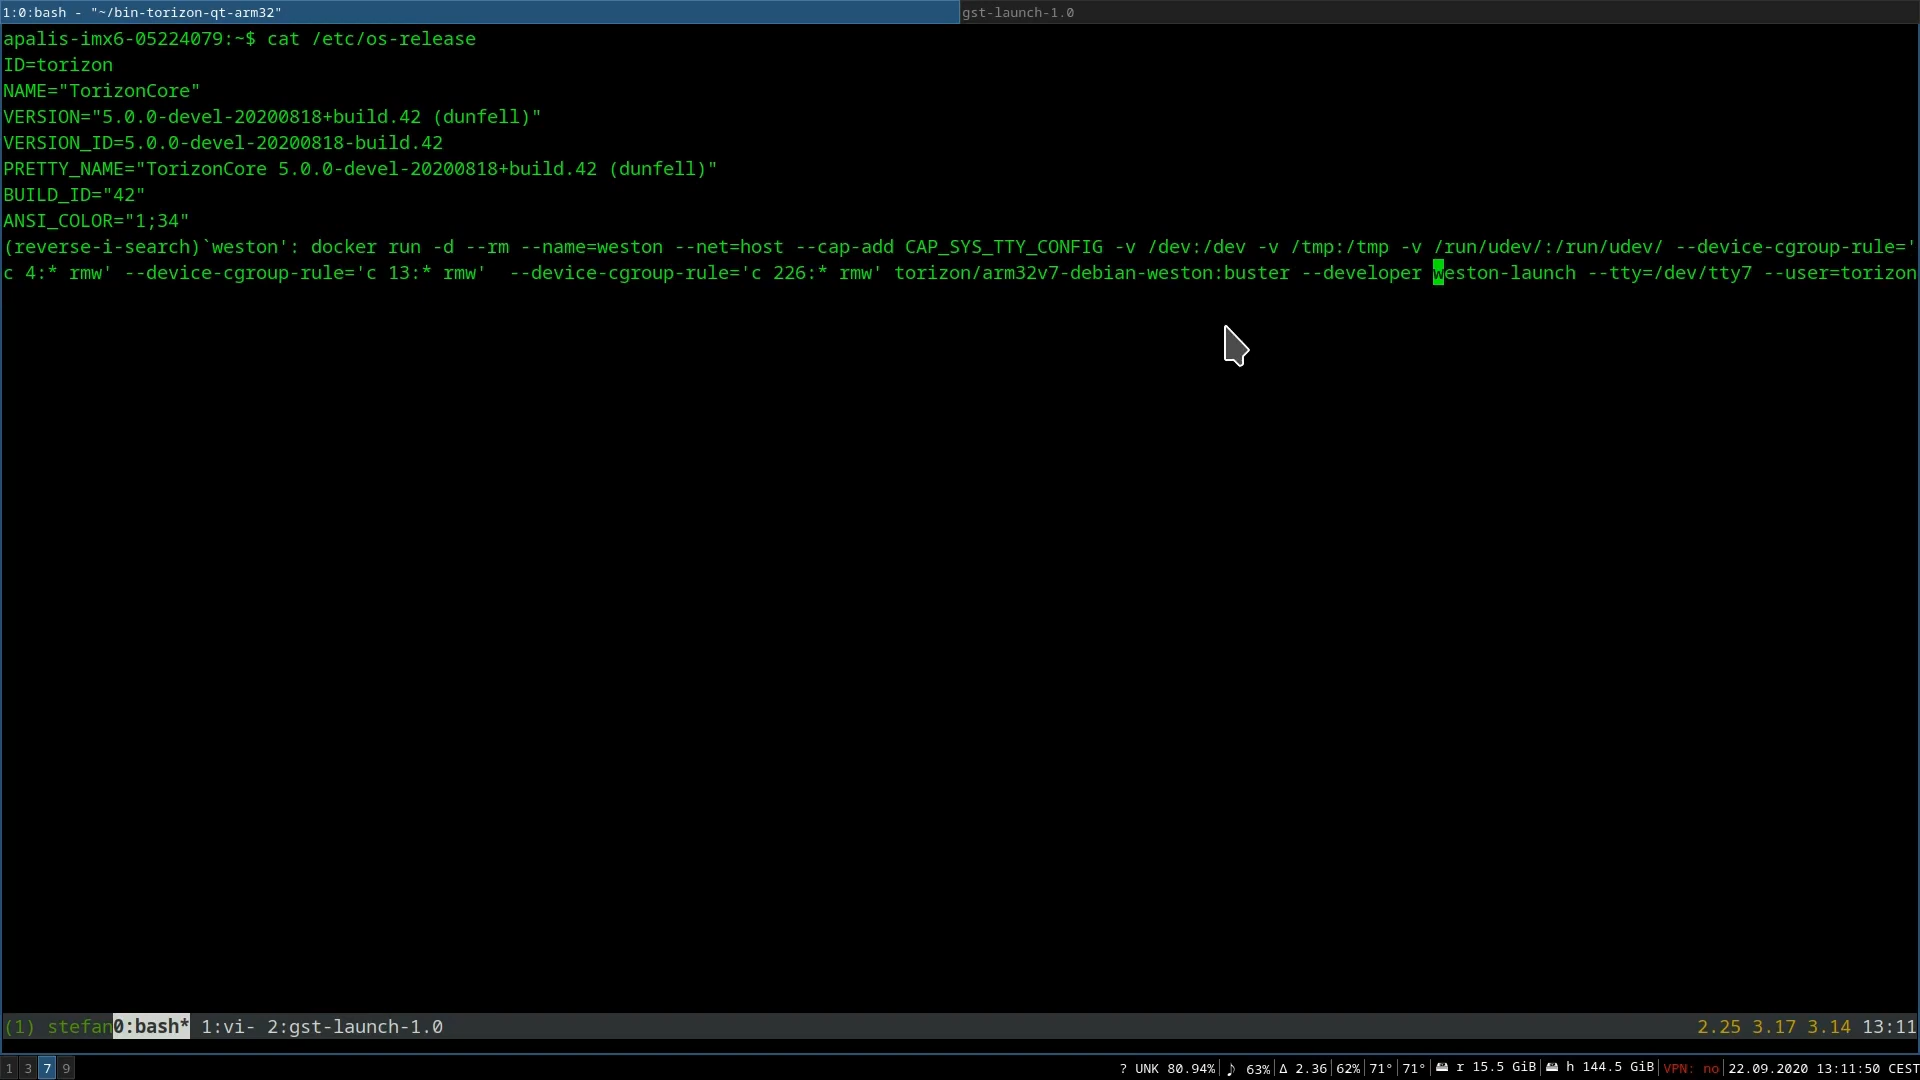 1:0:bash - "~/bin-torizon-qt-arm32" gst-launch-1.0
apalis-imx6-05224079:~$ cat /etc/os-release
ID=torizon
NAME="TorizonCore"
VERSION="5.0.0-devel-20200818+build.42 (dunfell)"
VERSION_ID=5.0.0-devel-20200818-build.42
PRETTY_NAME="TorizonCore 5.0.0-devel-20200818+build.42 (dunfell)"
BUILD_ID="42"
ANSI_COLOR="1;34"
(reverse-i-search)`weston': docker run -d --rm --name=weston --net=host --cap-add CAP_SYS_TTY_CONFIG -v /dev:/dev -v /tmp:/tmp -v /run/udev/:/run/udev/ --device-cgroup-rule='
c 4:* rmw' --device-cgroup-rule='c 13:* rmw'  --device-cgroup-rule='c 226:* rmw' torizon/arm32v7-debian-weston:buster --developer weston-launch --tty=/dev/tty7 --user=torizon
(1) stefan0:bash* 1:vi- 2:gst-launch-1.0 2.25 3.17 3.14 13:11
1 3 7 9 ? UNK 80.94% ♪ 63% Δ 2.36 62% 71° 71° 🖴 r 15.5 GiB 🖴 h 144.5 GiB VPN: no 22.09.2020 13:11:50 CEST